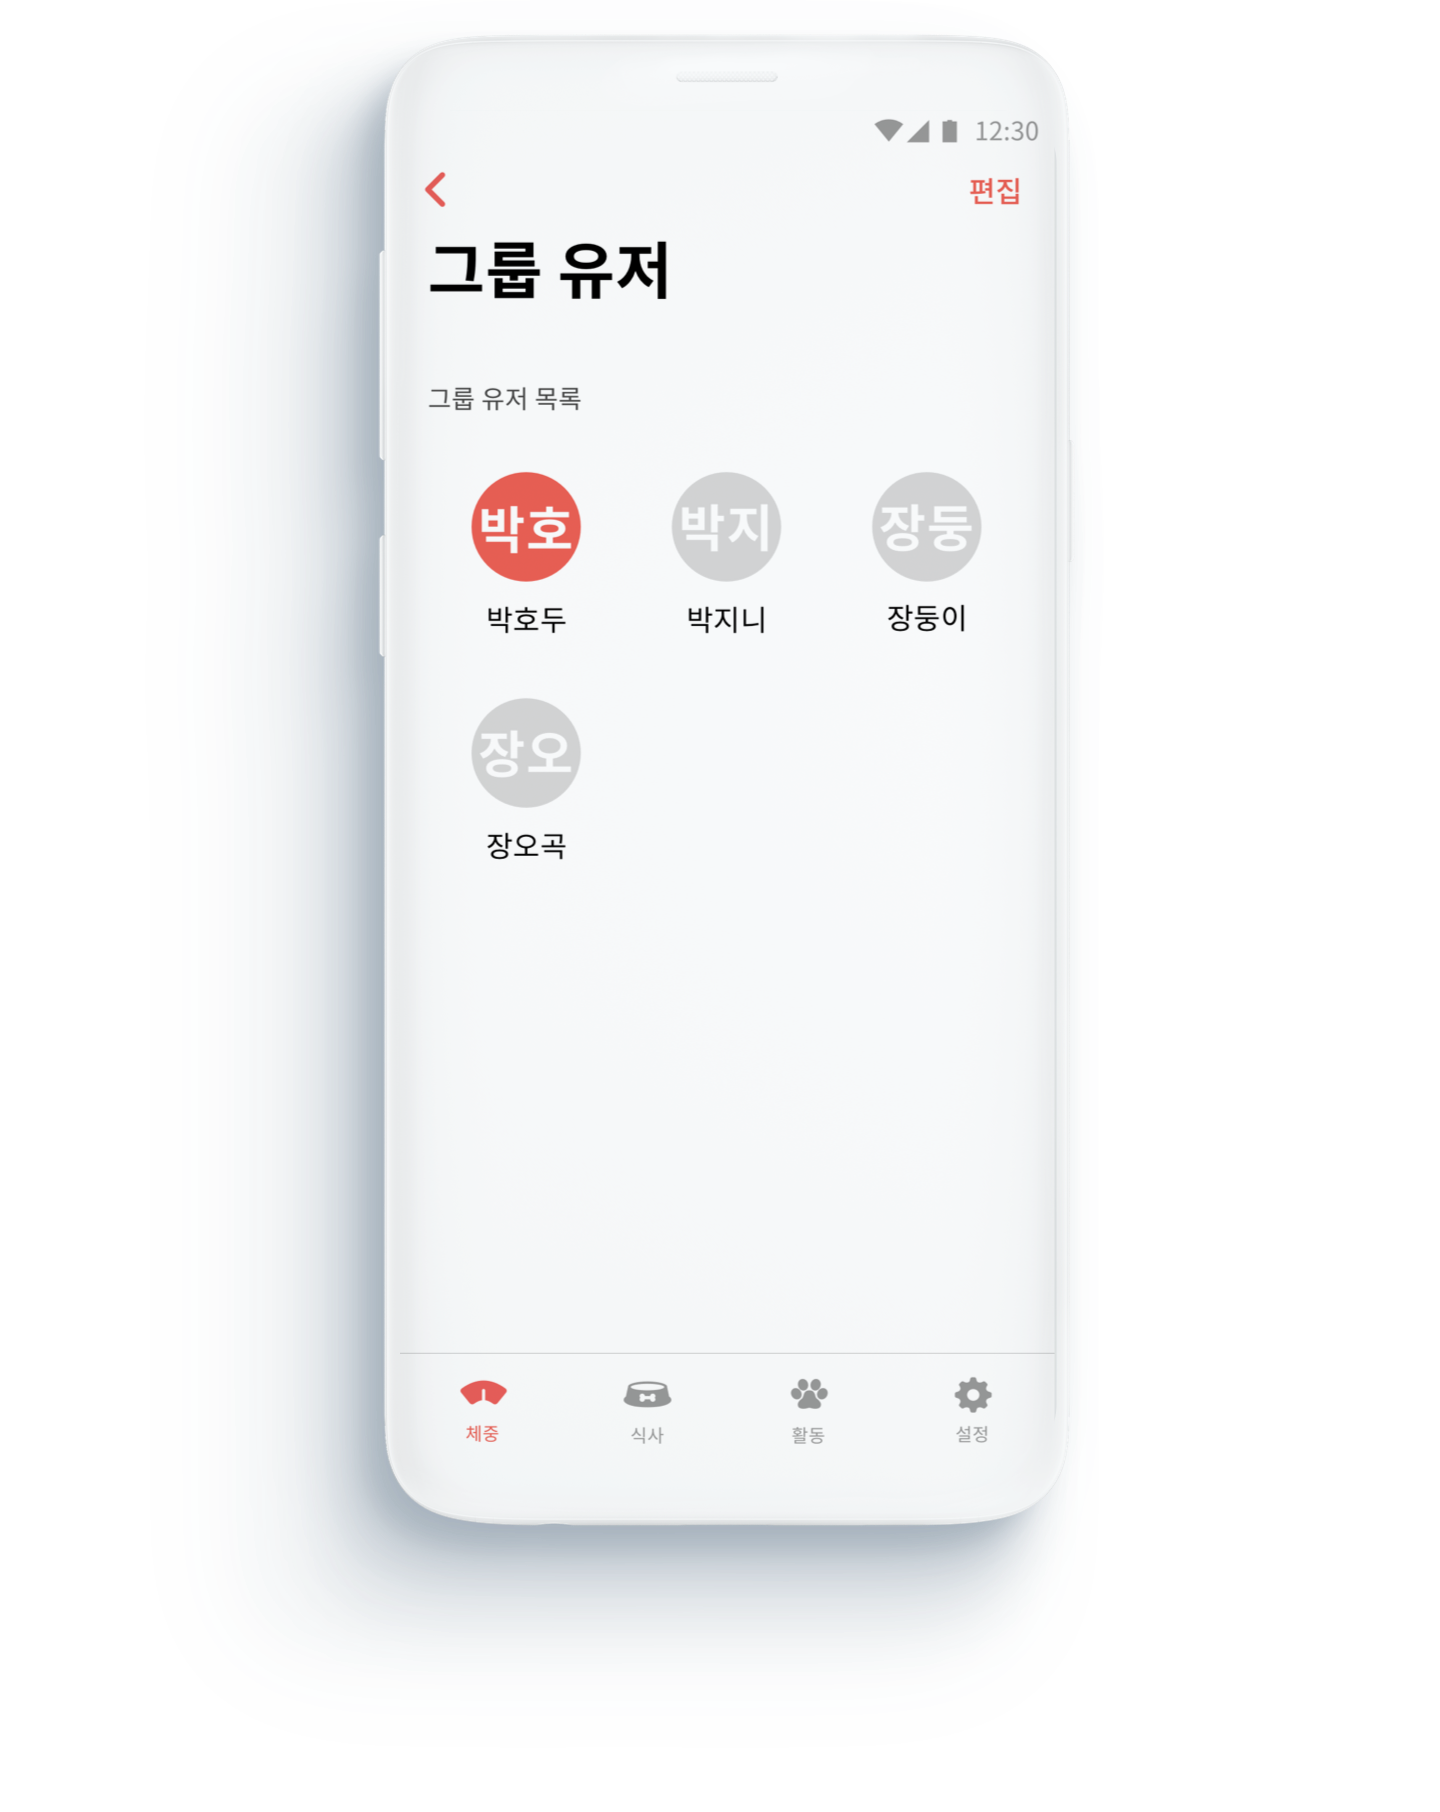 12:30
편집
그룹 유저
그룹 유저 목록
박호 박지 장둥
박호두 박지니 장둥이
장오
장오곡
체중 식사 활동 설정